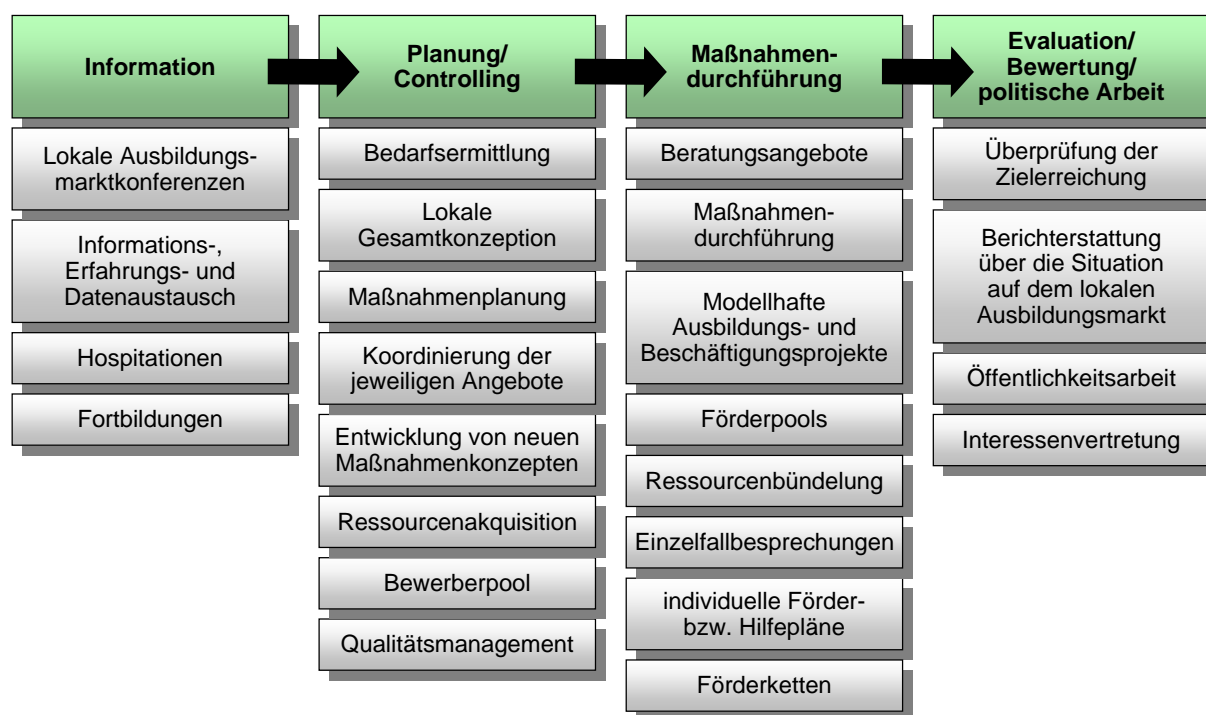 Information
Lokale Ausbildungs-
marktkonferenzen
Informations-,
Erfahrungs- und
Datenaustausch
Hospitationen
Fortbildungen
Planung/
Controlling
Bedarfsermittlung
Lokale
Gesamtkonzeption
Maßnahmenplanung
Koordinierung der
jeweiligen Angebote
Entwicklung von neuen
Maßnahmenkonzepten
Ressourcenakquisition
Bewerberpool
Qualitätsmanagement
Maßnahmen-
durchführung
Beratungsangebote
Maßnahmen-
durchführung
Modellhafte
Ausbildungs- und
Beschäftigungsprojekte
Förderpools
Ressourcenbündelung
Einzelfallbesprechungen
individuelle Förder-
bzw. Hilfepläne
Förderketten
Evaluation/
Bewertung/
politische Arbeit
Überprüfung der
Zielerreichung
Berichterstattung
über die Situation
auf dem lokalen
Ausbildungsmarkt
Öffentlichkeitsarbeit
Interessenvertretung